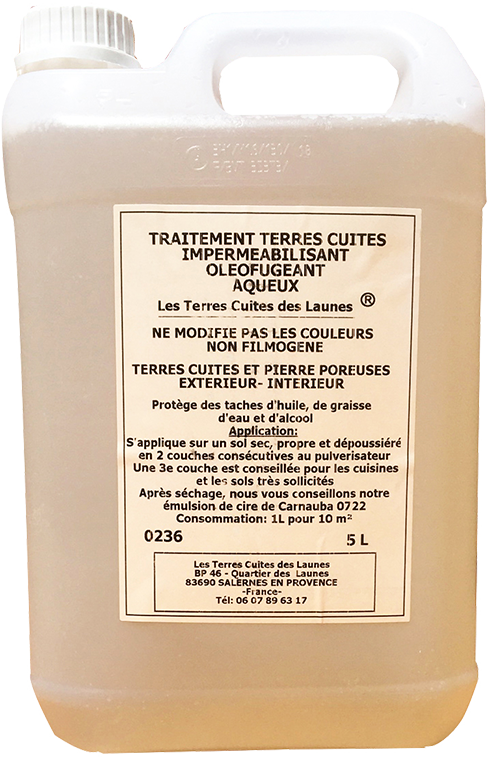 TRAITEMENT TERRES CUITES
IMPERMEABILISANT
OLEOFUGEANT
AQUEUX
Les Terres Cuites des Launes ®
NE MODIFIE PAS LES COULEURS
NON FILMOGENE
TERRES CUITES ET PIERRE POREUSES
EXTERIEUR- INTERIEUR
Protège des taches d'huile, de graisse
d'eau et d'alcool
Application:
S'applique sur un sol sec, propre et dépoussiéré
en 2 couches consécutives au pulverisateur
Une 3e couche est conseillée pour les cuisines
et les sols très sollicités
Après séchage, nous vous conseillons notre
émulsion de cire de Carnauba 0722
Consommation: 1L pour 10 m²
0236 5 L
Les Terres Cuites des Launes
BP 46 - Quartier des Launes
83690 SALERNES EN PROVENCE
-France-
Tél: 06 07 89 63 17